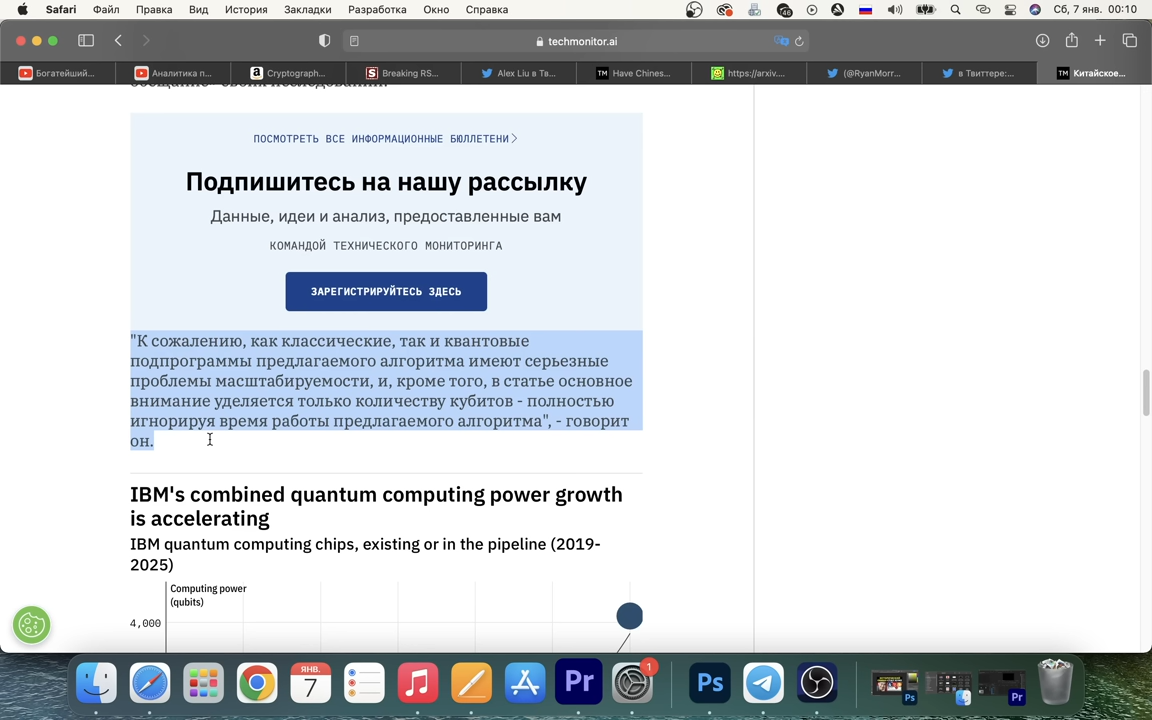 Safari Файл Правка Вид История Закладки Разработка Окно Справка 46 Сб, 7 янв. 00:10
techmonitor.ai
Богатейший... Аналитика п... Cryptograph... Breaking RS... Alex Liu в Тв... Have Chines... https://arxiv.... (@RyanMorr... в Твиттере:... Китайское...
ПОСМОТРЕТЬ ВСЕ ИНФОРМАЦИОННЫЕ БЮЛЛЕТЕНИ
Подпишитесь на нашу рассылку
Данные, идеи и анализ, предоставленные вам
КОМАНДОЙ ТЕХНИЧЕСКОГО МОНИТОРИНГА
ЗАРЕГИСТРИРУЙТЕСЬ ЗДЕСЬ
"К сожалению, как классические, так и квантовые
подпрограммы предлагаемого алгоритма имеют серьезные
проблемы масштабируемости, и, кроме того, в статье основное
внимание уделяется только количеству кубитов - полностью
игнорируя время работы предлагаемого алгоритма", - говорит
он.
IBM's combined quantum computing power growth
is accelerating
IBM quantum computing chips, existing or in the pipeline (2019-
2025)
Computing power
(qubits)
4,000
ЯНВ.
7
Pr
1
Ps